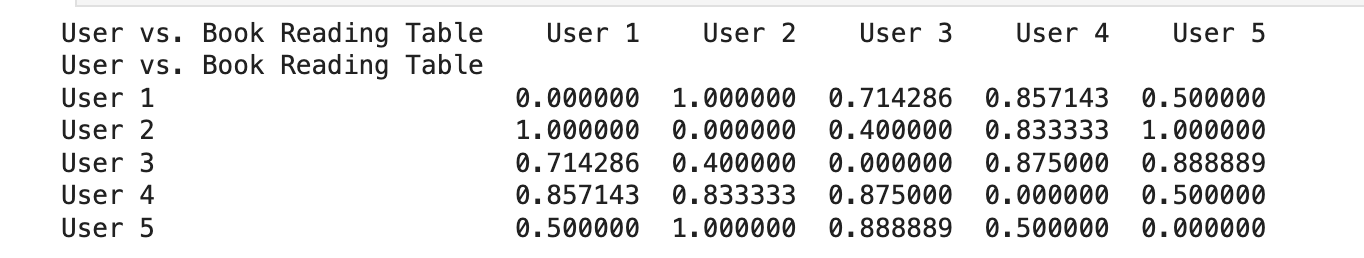 User vs. Book Reading Table User 1 User 2 User 3 User 4 User 5
User vs. Book Reading Table
User 1 0.000000 1.000000 0.714286 0.857143 0.500000
User 2 1.000000 0.000000 0.400000 0.833333 1.000000
User 3 0.714286 0.400000 0.000000 0.875000 0.888889
User 4 0.857143 0.833333 0.875000 0.000000 0.500000
User 5 0.500000 1.000000 0.888889 0.500000 0.000000